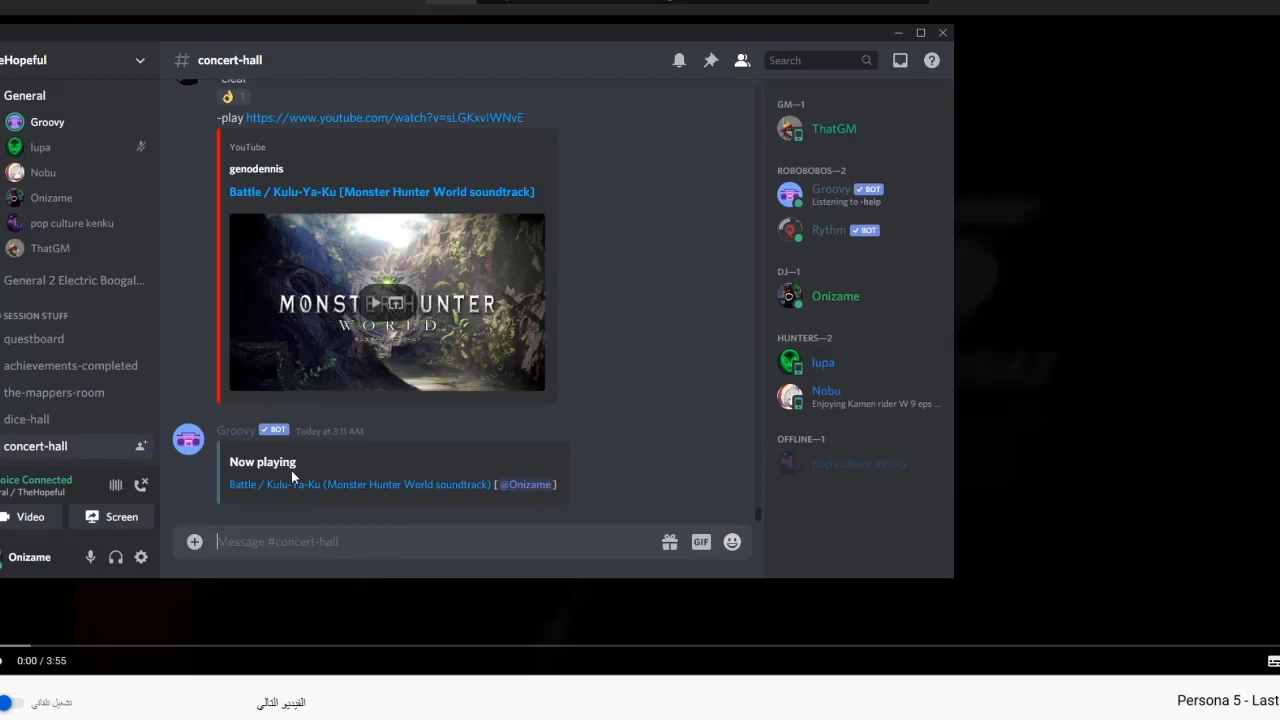 eHopeful
General
Groovy
lupa
Nobu
Onizame
pop culture kenku
ThatGM
General 2 Electric Boogal...
SESSION STUFF
questboard
achievements-completed
the-mappers-room
dice-hall
concert-hall
oice Connected
ral / TheHopeful
Video
Screen
Onizame
# concert-hall
Search
👌 1
-play https://www.youtube.com/watch?v=sLGKxvIWNvE
YouTube
genodennis
Battle / Kulu-Ya-Ku [Monster Hunter World soundtrack]
WORLD
Groovy BOT Today at 3:11 AM
Now playing
Battle / Kulu-Ya-Ku (Monster Hunter World soundtrack) [ @Onizame ]
Message #concert-hall
GIF
GM—1
ThatGM
ROBOBOBOS—2
Groovy BOT
Listening to -help
Rythm BOT
DJ—1
Onizame
HUNTERS—2
lupa
Nobu
Enjoying Kamen rider W 9 eps ...
OFFLINE—1
pop culture kenku
0:00 / 3:55
تشغيل تلقائي
الفيديو التالي
Persona 5 - Last